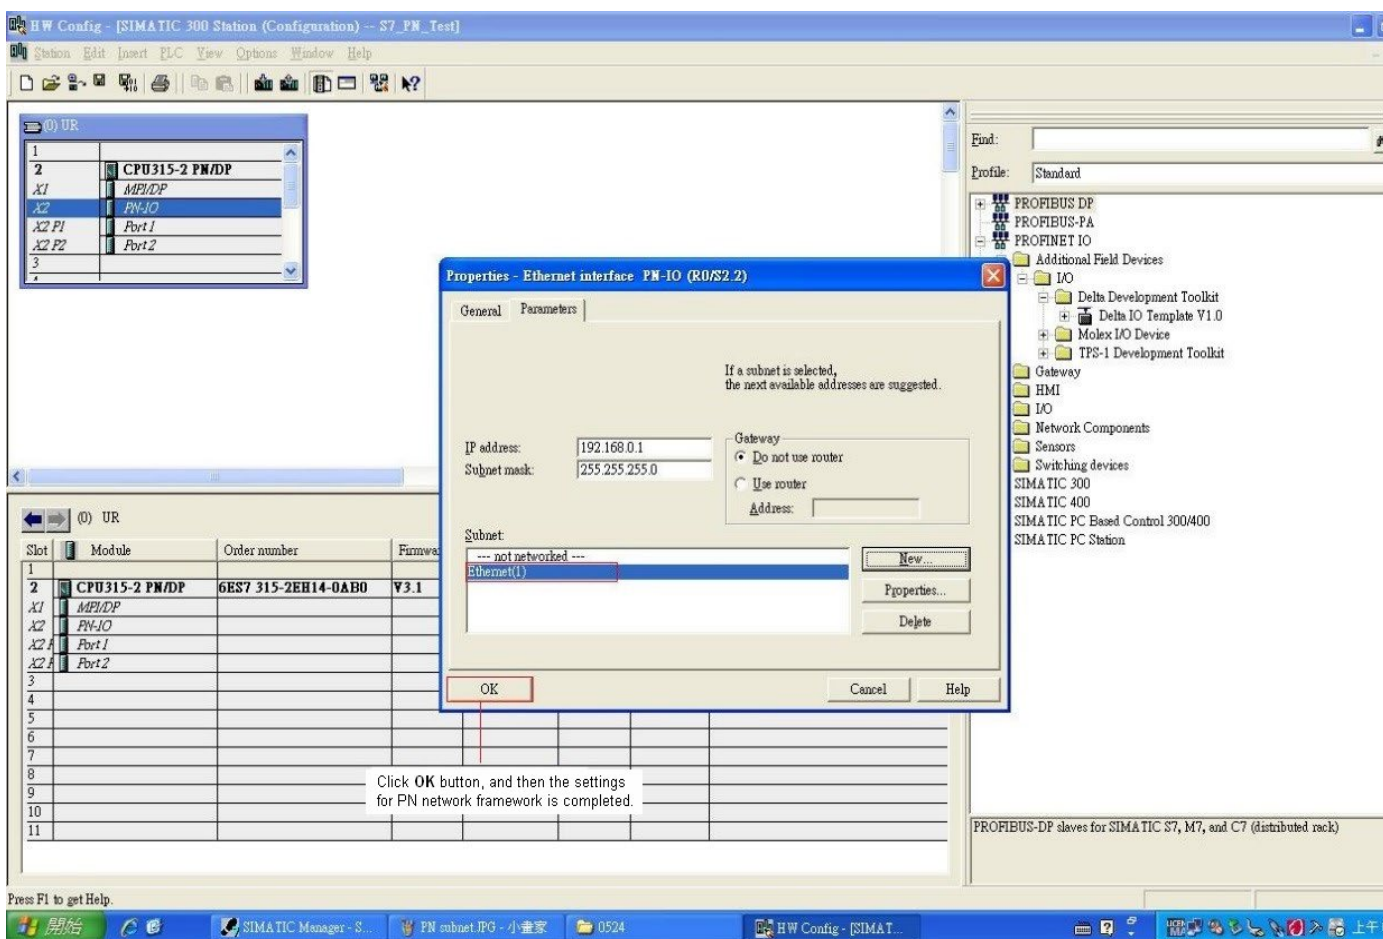 HW Config - [SIMATIC 300 Station (Configuration) -- S7_PN_Test]
Station Edit Insert PLC View Options Window Help
(0) UR
1
2 CPU315-2 PN/DP
X1 MPI/DP
X2 PN-IO
X2 P1 Port 1
X2 P2 Port 2
3
Find:
Profile: Standard
PROFIBUS DP
PROFIBUS-PA
PROFINET IO
Additional Field Devices
I/O
Delta Development Toolkit
Delta IO Template V1.0
Molex I/O Device
TPS-1 Development Toolkit
Gateway
HMI
I/O
Network Components
Sensors
Switching devices
SIMATIC 300
SIMATIC 400
SIMATIC PC Based Control 300/400
SIMATIC PC Station
Properties - Ethernet interface PN-IO (R0/S2.2)
General Parameters
If a subnet is selected,
the next available addresses are suggested.
IP address: 192.168.0.1
Subnet mask: 255.255.255.0
Gateway
Do not use router
Use router
Address:
Subnet:
--- not networked ---
Ethernet(1)
New...
Properties...
Delete
OK Cancel Help
(0) UR
Slot Module Order number Firmwa
1
2 CPU315-2 PN/DP 6ES7 315-2EH14-0AB0 V3.1
X1 MPI/DP
X2 PN-IO
X2 P Port 1
X2 P Port 2
3
4
5
6
7
8
9
10
11
Click OK button, and then the settings
for PN network framework is completed.
PROFIBUS-DP slaves for SIMATIC S7, M7, and C7 (distributed rack)
Press F1 to get Help.
開始 SIMATIC Manager - S... PN subnet.JPG - 小畫家 0524 HW Config - [SIMAT... 上午